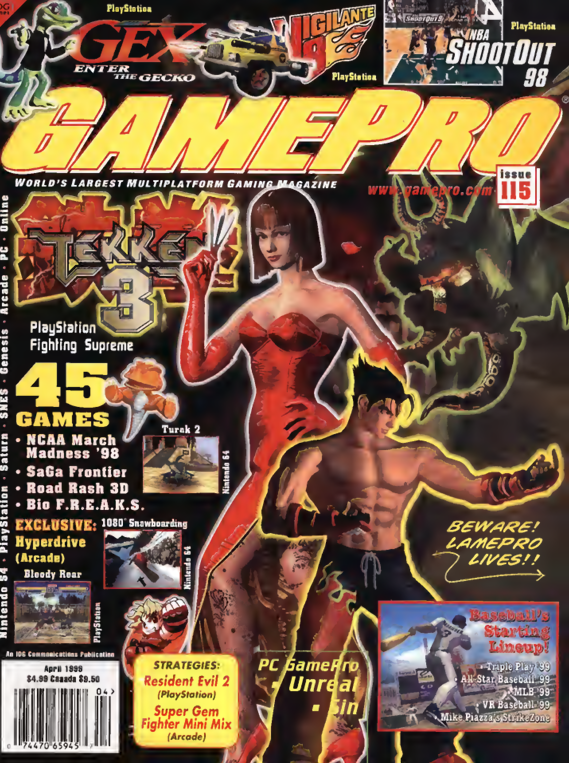 PlayStation
GEX
ENTER
THE GECKO
VIGILANTE
8
PlayStation
NBA
SHOOTOUT
98
PlayStation
GAMEPRO
WORLD'S LARGEST MULTIPLATFORM GAMING MAGAZINE
www.gamepro.com
issue
115
Nintendo 64 · PlayStation · Saturn · SNES · Genesis · Arcade · PC · Online
TEKKEN
3
PlayStation
Fighting Supreme
45
GAMES
• NCAA March
Madness '98
• SaGa Frontier
• Road Rash 3D
• Bio F.R.E.A.K.S.
Turok 2
Nintendo 64
EXCLUSIVE:
Hyperdrive
(Arcade)
1080° Snowboarding
Nintendo 64
Bloody Roar
PlayStation
BEWARE!
LAMEPRO
LIVES!!
An IDG Communications Publication
April 1998
$4.99 Canada $9.50
04
74470 65945
STRATEGIES:
Resident Evil 2
(PlayStation)
Super Gem
Fighter Mini Mix
(Arcade)
PC GamePro
• Unreal
• Sin
Baseball's
Starting
Lineup!
• Triple Play '99
• All-Star Baseball '99
• MLB '99
• VR Baseball '99
Mike Piazza's StrikeZone